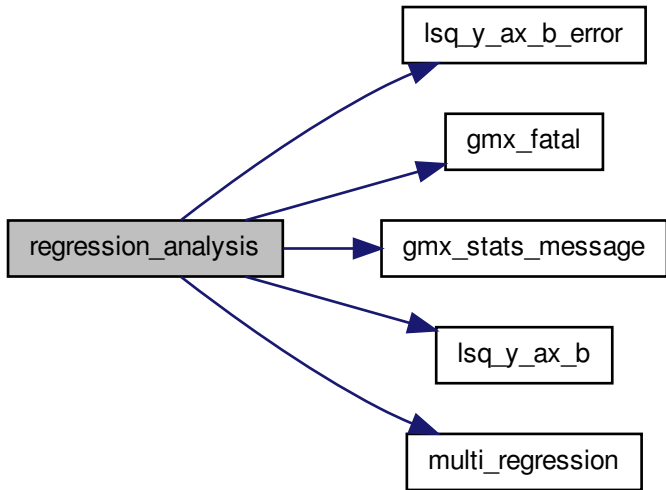 lsq_y_ax_b_error
gmx_fatal
regression_analysis
gmx_stats_message
lsq_y_ax_b
multi_regression